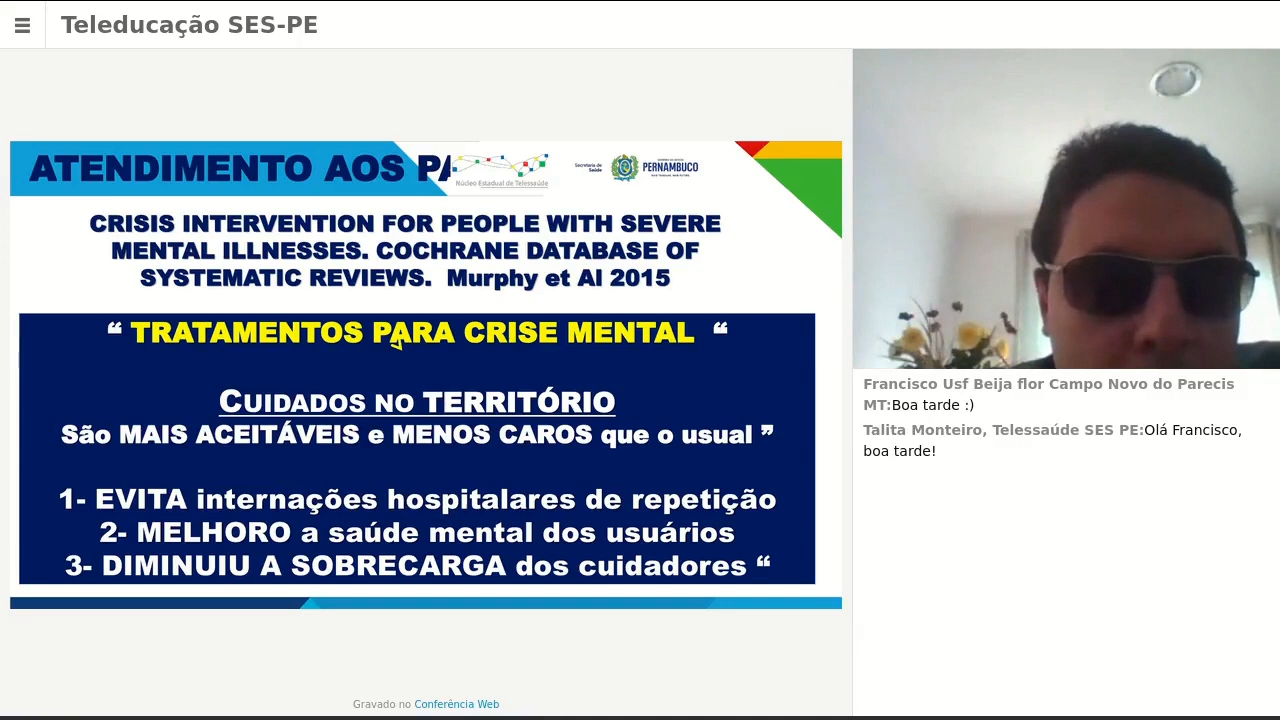 Teleducação SES-PE
ATENDIMENTO AOS PA
Núcleo Estadual de Telessaúde
Secretaria de
Saúde
PERNAMBUCO
CRISIS INTERVENTION FOR PEOPLE WITH SEVERE
MENTAL ILLNESSES. COCHRANE DATABASE OF
SYSTEMATIC REVIEWS. Murphy et Al 2015
❝ TRATAMENTOS PARA CRISE MENTAL ❝
CUIDADOS NO TERRITÓRIO
São MAIS ACEITÁVEIS e MENOS CAROS que o usual ❞
1- EVITA internações hospitalares de repetição
2- MELHORO a saúde mental dos usuários
3- DIMINUIU A SOBRECARGA dos cuidadores ❝
Gravado no Conferência Web
Francisco Usf Beija flor Campo Novo do Parecis
MT:Boa tarde :)
Talita Monteiro, Telessaúde SES PE:Olá Francisco,
boa tarde!